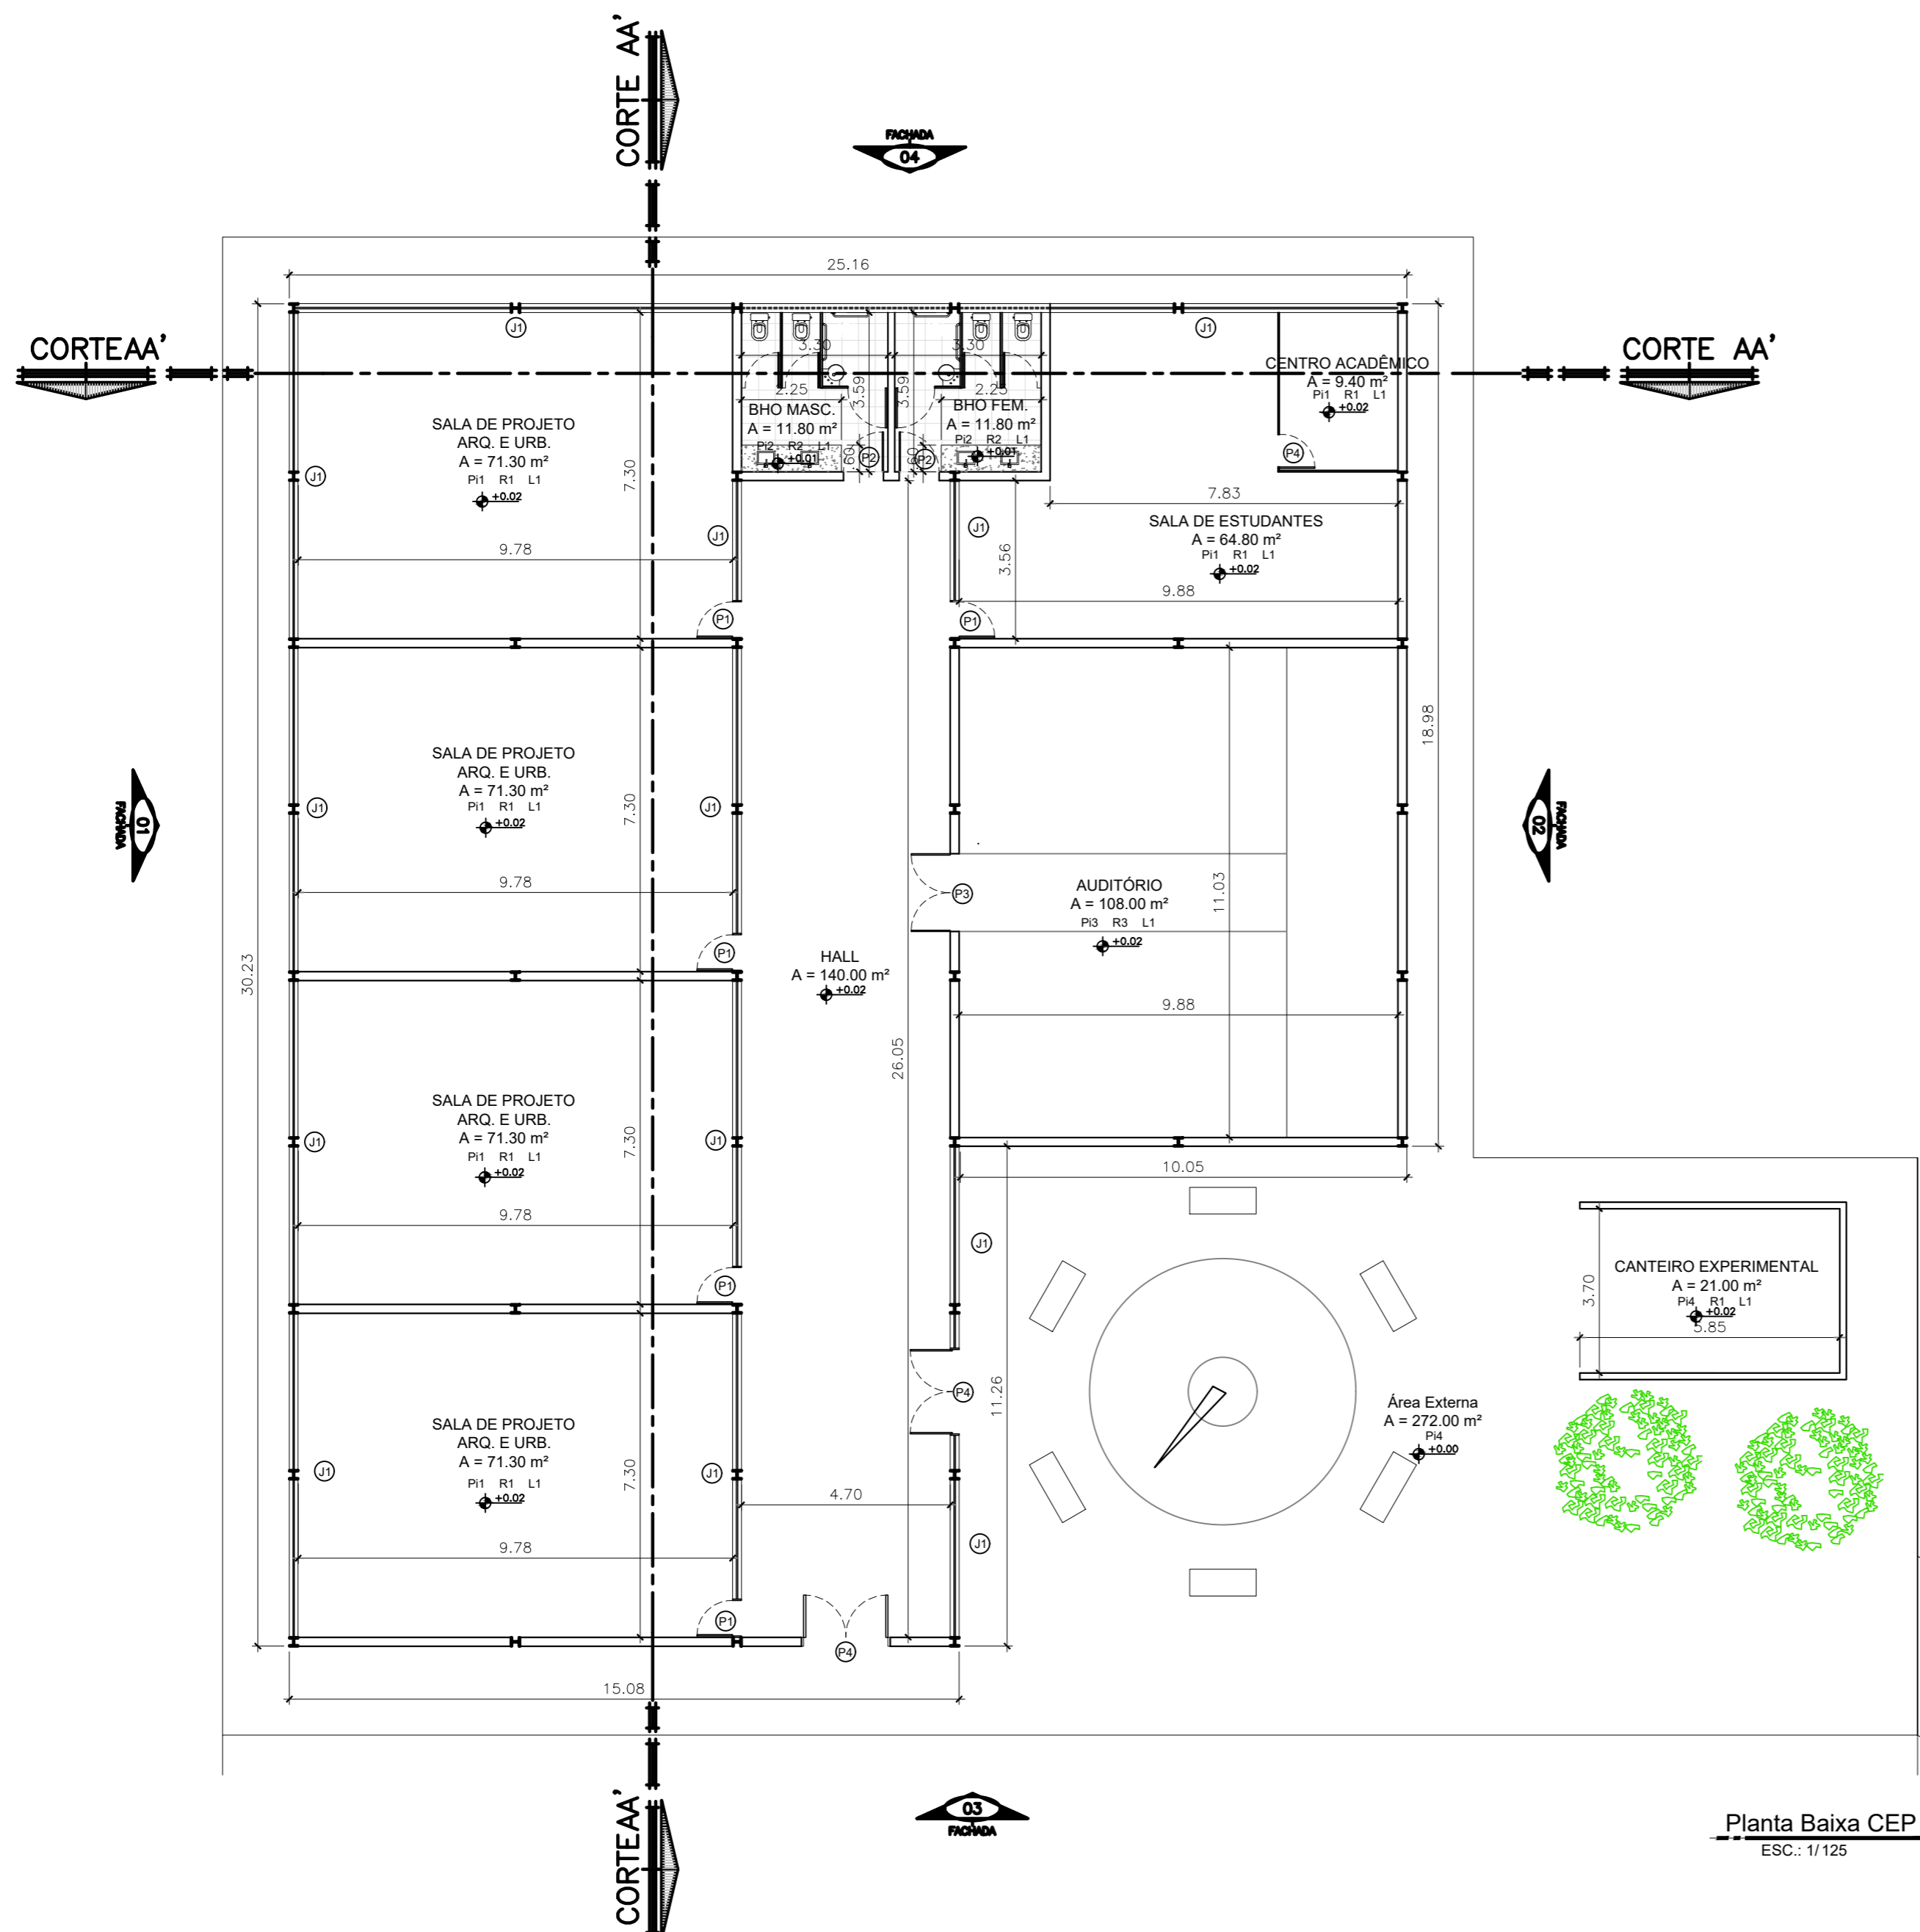 CORTE AA'
FACHADA
04
25.16
J1
J1
3.30
3.30
CORTEAA'
CORTE AA'
CENTRO ACADÊMICO
A = 9.40 m²
Pi1 R1 L1
+0.02
P4
2.25
3.59
3.59
2.25
BHO MASC.
A = 11.80 m²
Pi2 R2 L1
+0.01
60
P2
BHO FEM.
A = 11.80 m²
Pi2 R2 L1
+0.01
60
P2
SALA DE PROJETO
ARQ. E URB.
A = 71.30 m²
Pi1 R1 L1
+0.02
J1
7.30
J1
9.78
P1
7.83
SALA DE ESTUDANTES
A = 64.80 m²
Pi1 R1 L1
+0.02
J1
3.56
9.88
P1
18.98
SALA DE PROJETO
ARQ. E URB.
A = 71.30 m²
Pi1 R1 L1
+0.02
J1
7.30
J1
9.78
P1
01
FACHADA
02
FACHADA
AUDITÓRIO
A = 108.00 m²
Pi3 R3 L1
+0.02
P3
11.03
9.88
HALL
A = 140.00 m²
+0.02
30.23
26.05
SALA DE PROJETO
ARQ. E URB.
A = 71.30 m²
Pi1 R1 L1
+0.02
J1
7.30
J1
9.78
P1
10.05
J1
CANTEIRO EXPERIMENTAL
A = 21.00 m²
Pi4 R1 L1
+0.02
3.70
5.85
11.26
P4
Área Externa
A = 272.00 m²
Pi4
+0.00
SALA DE PROJETO
ARQ. E URB.
A = 71.30 m²
Pi1 R1 L1
+0.02
J1
7.30
J1
4.70
9.78
J1
P1
P4
15.08
CORTEAA'
03
FACHADA
Planta Baixa CEP
ESC.: 1/125